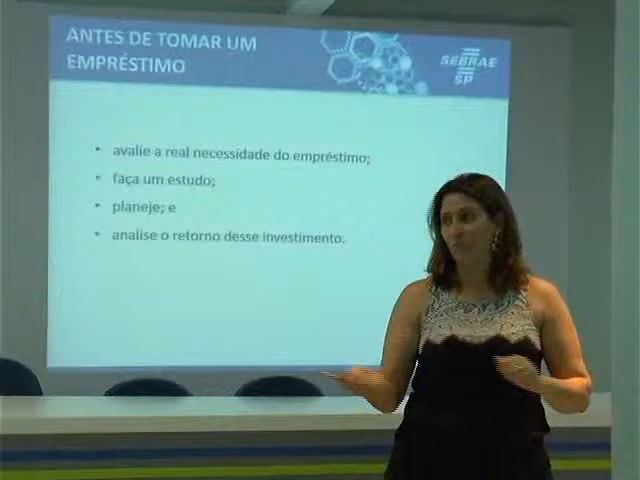 ANTES DE TOMAR UM
EMPRÉSTIMO
SEBRAE
SP
• avalie a real necessidade do empréstimo;
• faça um estudo;
• planeje; e
• analise o retorno desse investimento.